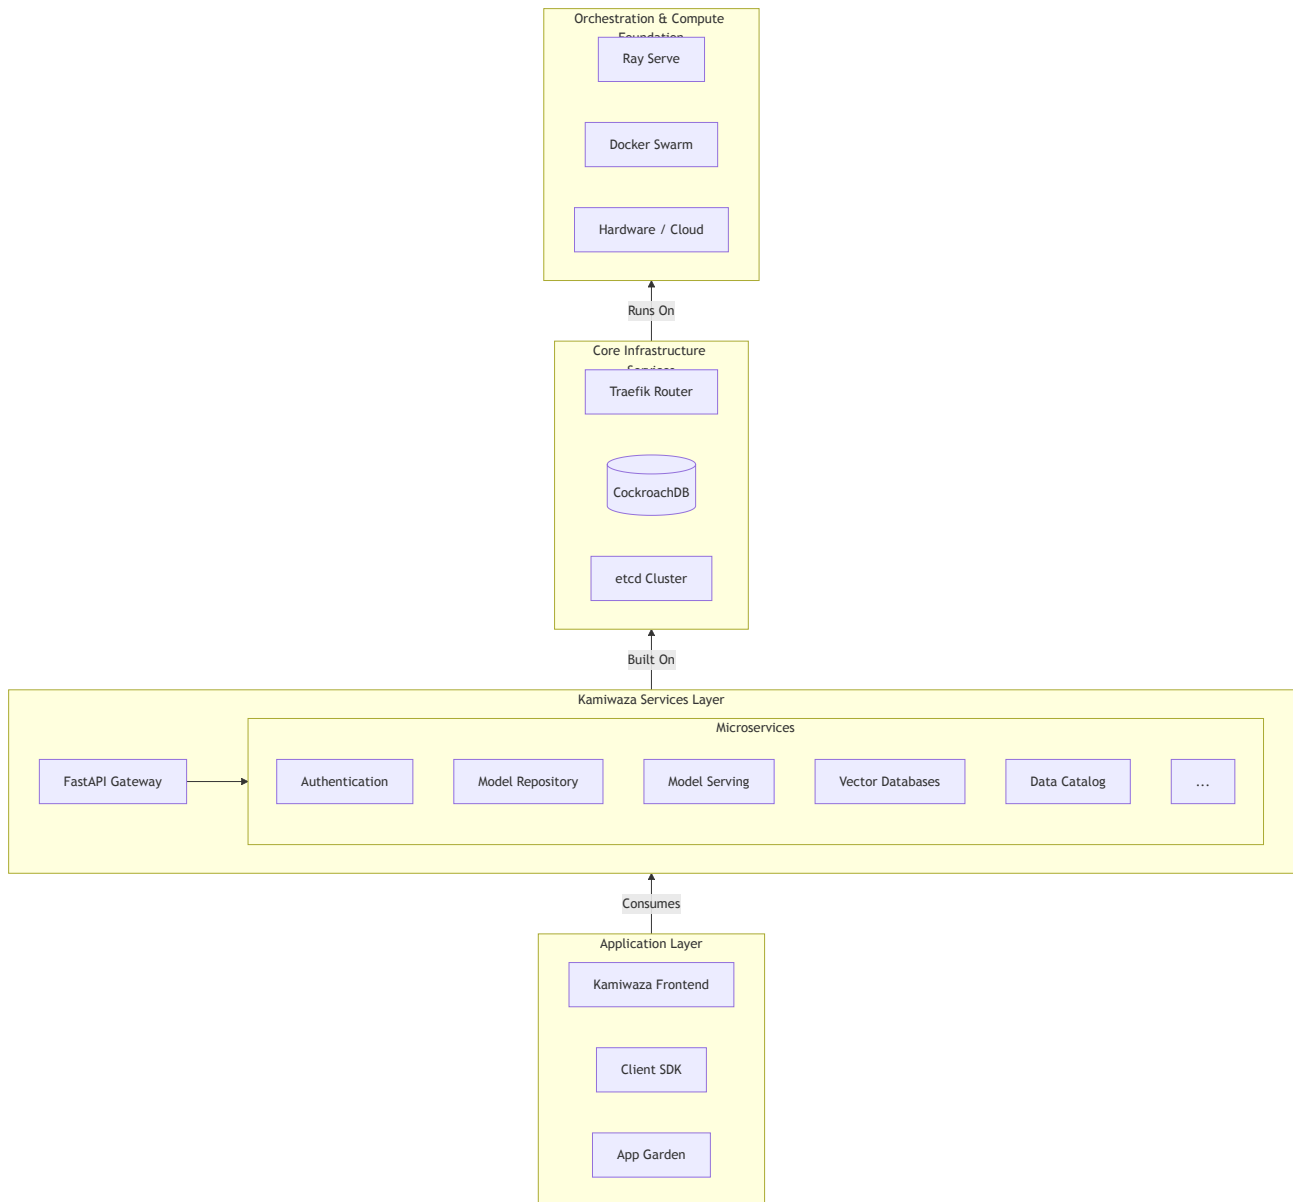 Orchestration & Compute
Foundation
Ray Serve
Docker Swarm
Hardware / Cloud
Runs On
Core Infrastructure
Services
Traefik Router
CockroachDB
etcd Cluster
Built On
Kamiwaza Services Layer
Microservices
FastAPI Gateway
Authentication
Model Repository
Model Serving
Vector Databases
Data Catalog
...
Consumes
Application Layer
Kamiwaza Frontend
Client SDK
App Garden